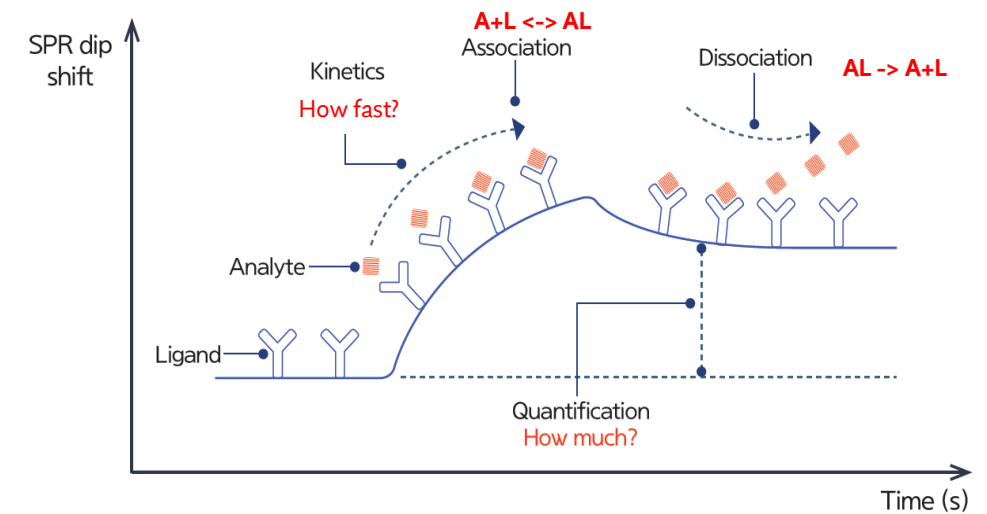 A+L <-> AL
SPR dip
shift
Association
Dissociation
AL -> A+L
Kinetics
How fast?
Analyte
Ligand
Quantification
How much?
Time (s)